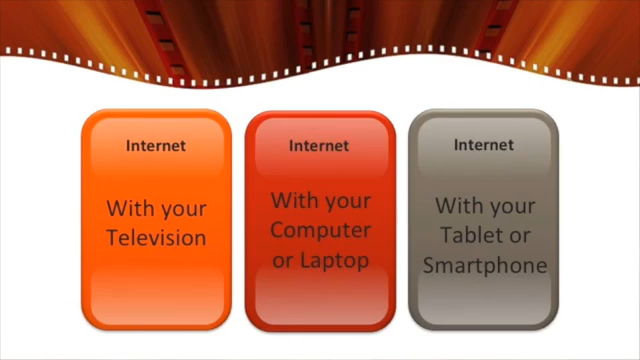 Internet
With your
Television
Internet
With your
Computer
or Laptop
Internet
With your
Tablet or
Smartphone